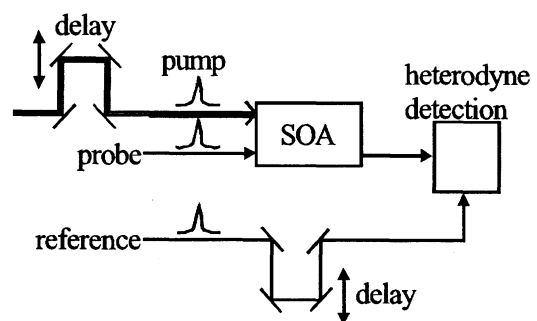 delay
pump
heterodyne
detection
SOA
probe
reference
delay